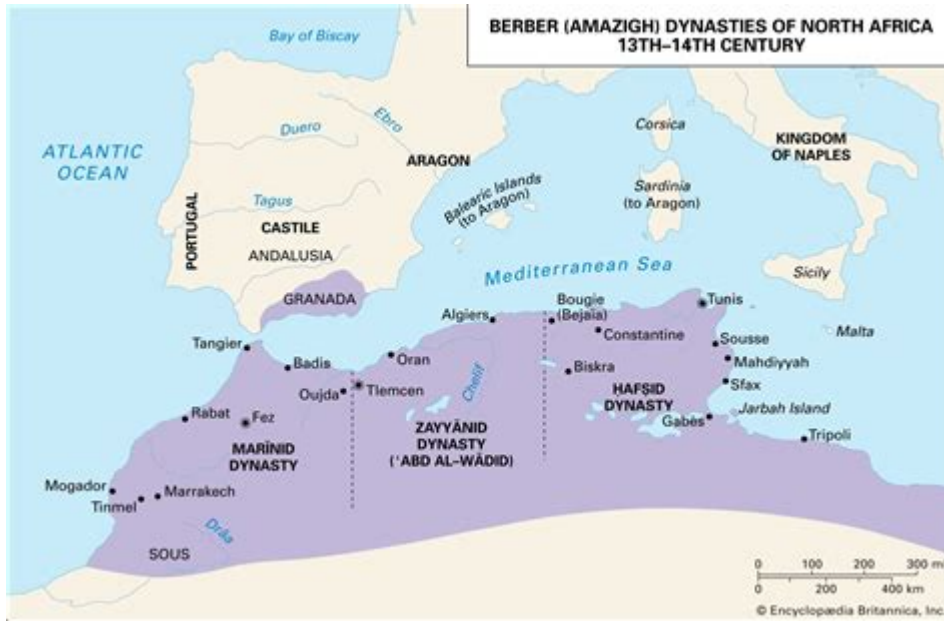 BERBER (AMAZIGH) DYNASTIES OF NORTH AFRICA
13TH–14TH CENTURY
Bay of Biscay
Ebro
Duero
Corsica
ATLANTIC
OCEAN
ARAGON
KINGDOM
OF NAPLES
Balearic Islands
(to Aragon)
Sardinia
(to Aragon)
Tagus
PORTUGAL
CASTILE
ANDALUSIA
Mediterranean Sea
Sicily
GRANADA
Algiers
Bougie
(Bejaïa)
Tunis
Constantine
Malta
Tangier
Sousse
Badis
Oran
Mahdiyyah
Biskra
Oujda
Tlemcen
Chelif
Sfax
ḤAFṢID
DYNASTY
Jarbah Island
Rabat
Fez
Gabès
ZAYYĀNID
DYNASTY
(ʽABD AL–WĀDID)
Tripoli
MARĪNID
DYNASTY
Mogador
Marrakech
Tinmel
Drâa
SOUS
0 100 200 300 mi
0 200 400 km
© Encyclopædia Britannica, Inc.